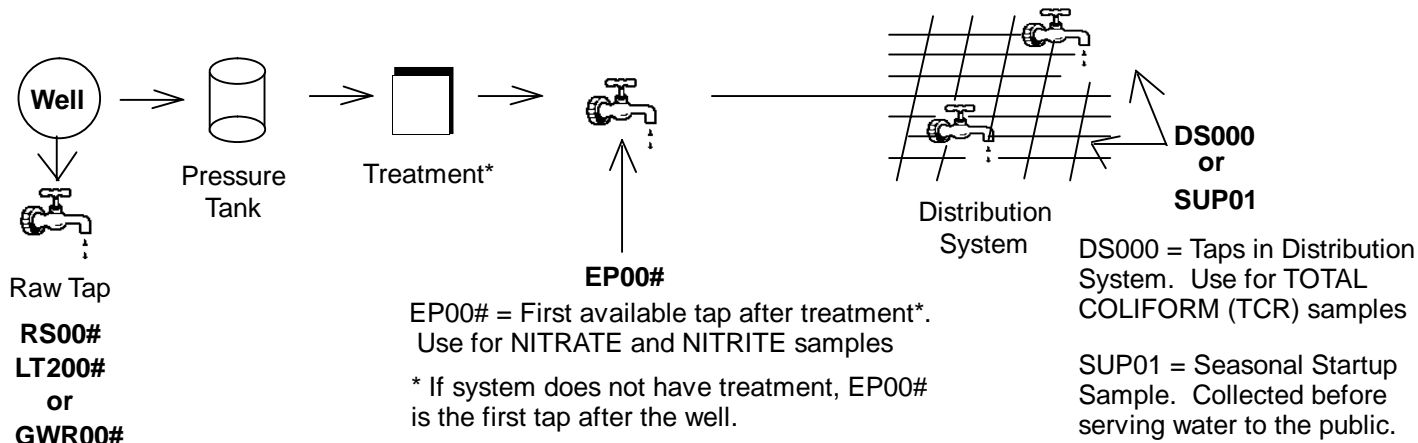 Well
Pressure
Tank
Treatment*
Raw Tap
RS00#
LT200#
or
GWR00#
EP00#
EP00# = First available tap after treatment*.
Use for NITRATE and NITRITE samples
* If system does not have treatment, EP00#
is the first tap after the well.
Distribution
System
DS000
or
SUP01
DS000 = Taps in Distribution
System. Use for TOTAL
COLIFORM (TCR) samples
SUP01 = Seasonal Startup
Sample. Collected before
serving water to the public.